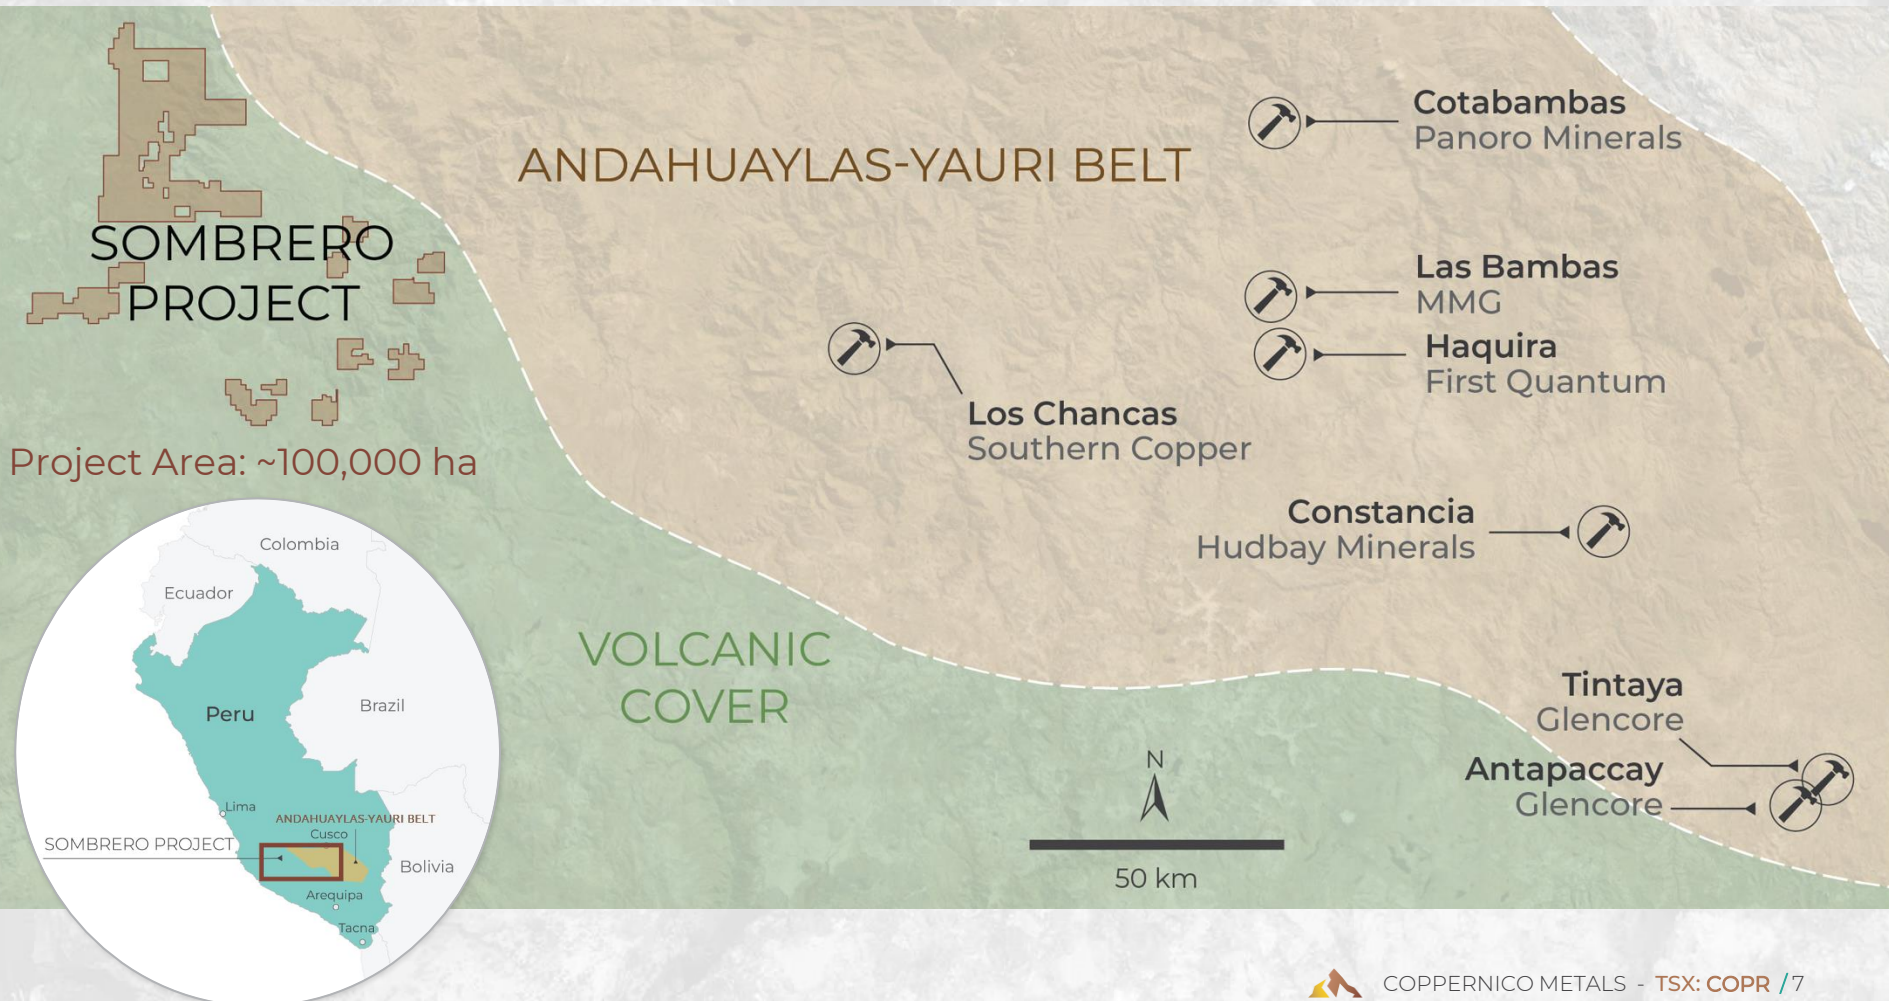 ANDAHUAYLAS-YAURI BELT
Cotabambas
Panoro Minerals
SOMBRERO
PROJECT
Project Area: ~100,000 ha
Las Bambas
MMG
Haquira
First Quantum
Los Chancas
Southern Copper
Constancia
Hudbay Minerals
VOLCANIC
COVER
Tintaya
Glencore
Antapaccay
Glencore
N
50 km
Colombia
Ecuador
Peru
Brazil
Lima
ANDAHUAYLAS-YAURI BELT
Cusco
SOMBRERO PROJECT
Bolivia
Arequipa
Tacna
COPPERNICO METALS - TSX: COPR / 7